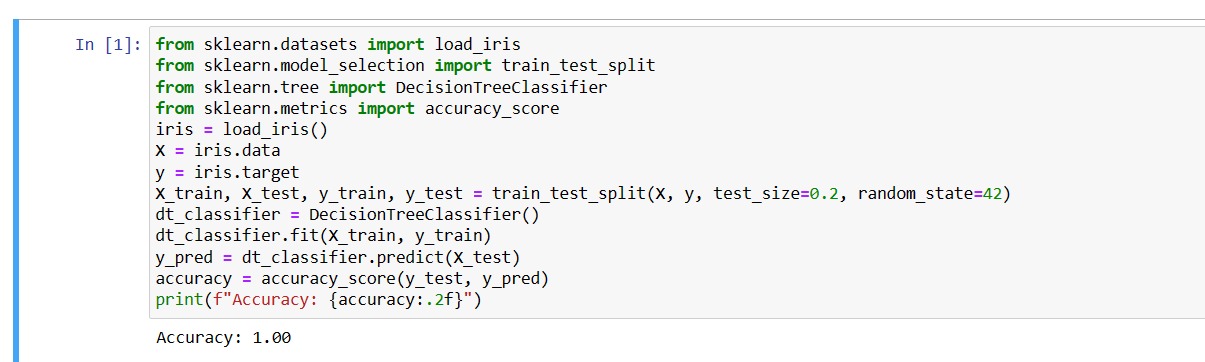 In [1]: from sklearn.datasets import load_iris
from sklearn.model_selection import train_test_split
from sklearn.tree import DecisionTreeClassifier
from sklearn.metrics import accuracy_score
iris = load_iris()
X = iris.data
y = iris.target
X_train, X_test, y_train, y_test = train_test_split(X, y, test_size=0.2, random_state=42)
dt_classifier = DecisionTreeClassifier()
dt_classifier.fit(X_train, y_train)
y_pred = dt_classifier.predict(X_test)
accuracy = accuracy_score(y_test, y_pred)
print(f"Accuracy: {accuracy:.2f}")
Accuracy: 1.00